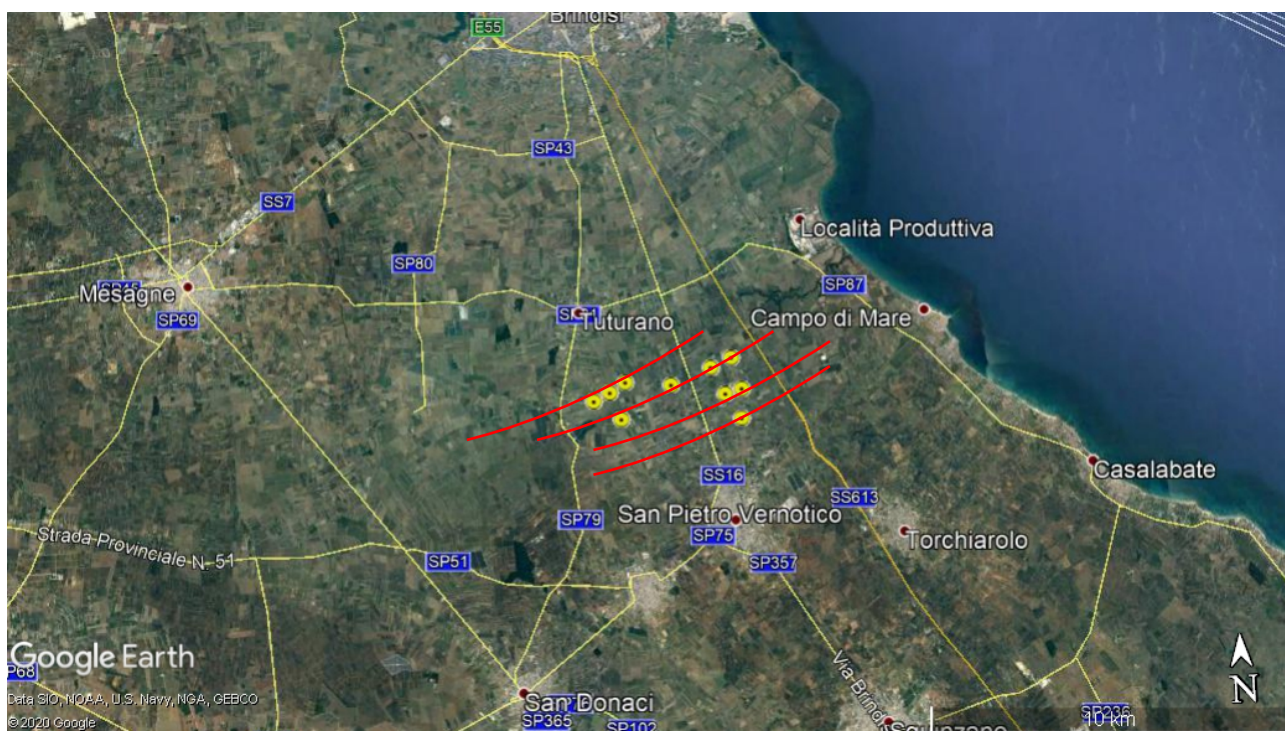 Brindisi
E55
SP43
SS7
Località Produttiva
SP80
SP87
Mesagne
SP69
Tuturano
Campo di Mare
Casalabate
SS16
SS613
San Pietro Vernotico
SP79
SP75
Torchiarolo
Strada Provinciale N. 51
SP51
SP357
Google Earth
Data SIO, NOAA, U.S. Navy, NGA, GEBCO
© 2020 Google
San Donaci
SP365
SP102
Via Brindi
Squinzano
SP236
10 km
N